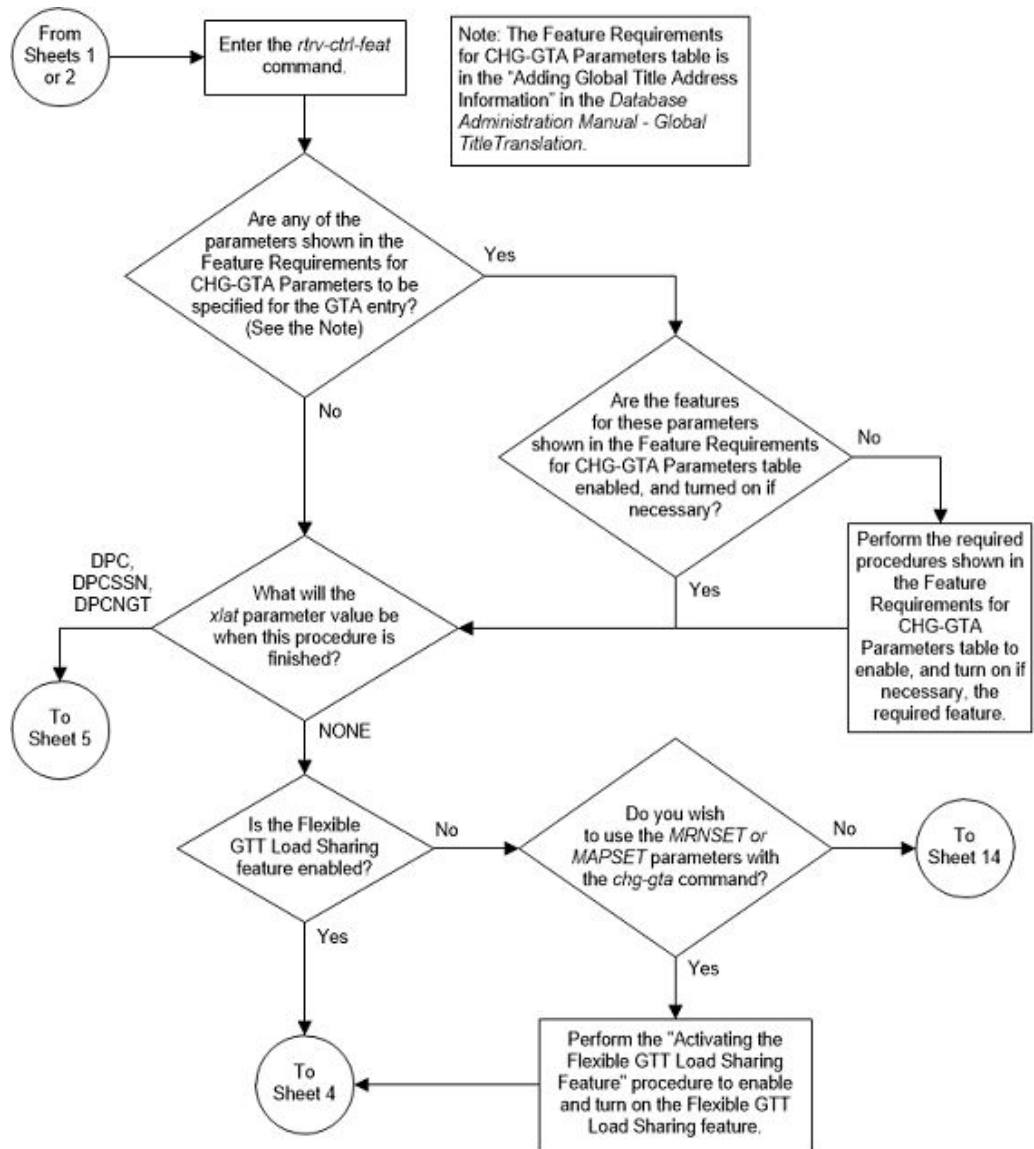 From
Sheets 1
or 2
Enter the rtrv-ctrl-feat
command.
Note: The Feature Requirements
for CHG-GTA Parameters table is
in the "Adding Global Title Address
Information" in the Database
Administration Manual - Global
TitleTranslation.
Are any of the
parameters shown in the
Feature Requirements for
CHG-GTA Parameters to be
specified for the GTA entry?
(See the Note)
Yes
No
Are the features
for these parameters
shown in the Feature Requirements
for CHG-GTA Parameters table
enabled, and turned on if
necessary?
No
Yes
Perform the required
procedures shown in
the Feature
Requirements for
CHG-GTA
Parameters table to
enable, and turn on if
necessary, the
required feature.
What will the
xlat parameter value be
when this procedure is
finished?
DPC,
DPCSSN,
DPCNGT
To
Sheet 5
NONE
Is the Flexible
GTT Load Sharing
feature enabled?
No
Yes
Do you wish
to use the MRNSET or
MAPSET parameters with
the chg-gta command?
No
To
Sheet 14
Yes
Perform the "Activating the
Flexible GTT Load Sharing
Feature" procedure to enable
and turn on the Flexible GTT
Load Sharing feature.
To
Sheet 4